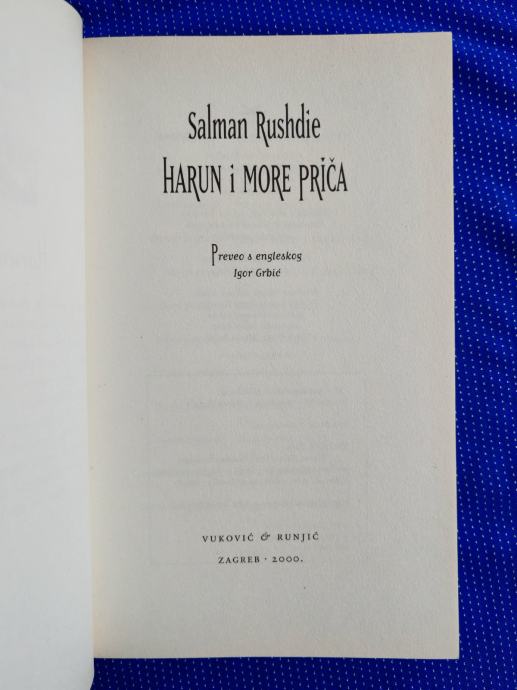 Salman Rushdie
HARUN i MORE PRIČA
Preveo s engleskog
Igor Grbić
VUKOVIĆ & RUNJIĆ
ZAGREB · 2000.